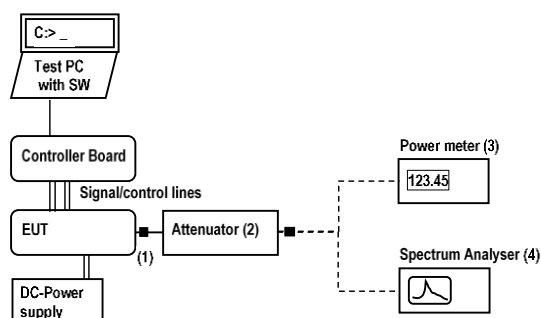 C:> _
Test PC
with SW
Controller Board
Signal/control lines
EUT
(1)
Attenuator (2)
Power meter (3)
123.45
Spectrum Analyser (4)
DC-Power
supply